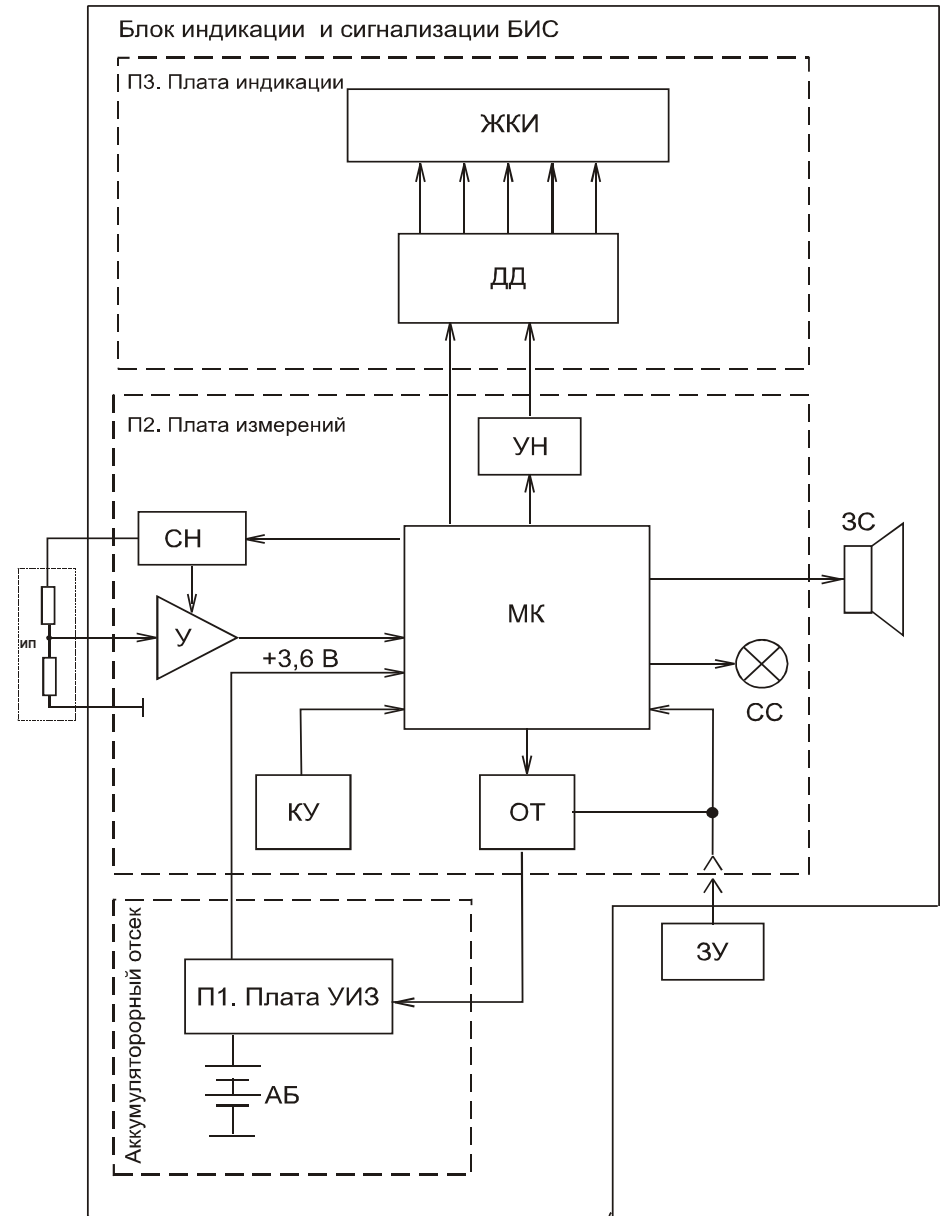 Блок индикации и сигнализации БИС
П3. Плата индикации
ЖКИ
ДД
П2. Плата измерений
УН
СН
ЗС
МК
ИП
У
+3,6 В
СС
КУ
ОТ
ЗУ
Аккумуляторорный отсек
П1. Плата УИЗ
АБ